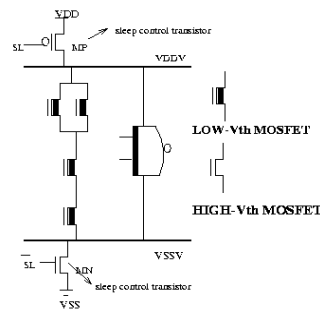 VDD
sleep control transistor
SL
MP
VDDV
LOW-Vth MOSFET
HIGH-Vth MOSFET
VSSV
SL
MN
sleep control transistor
VSS